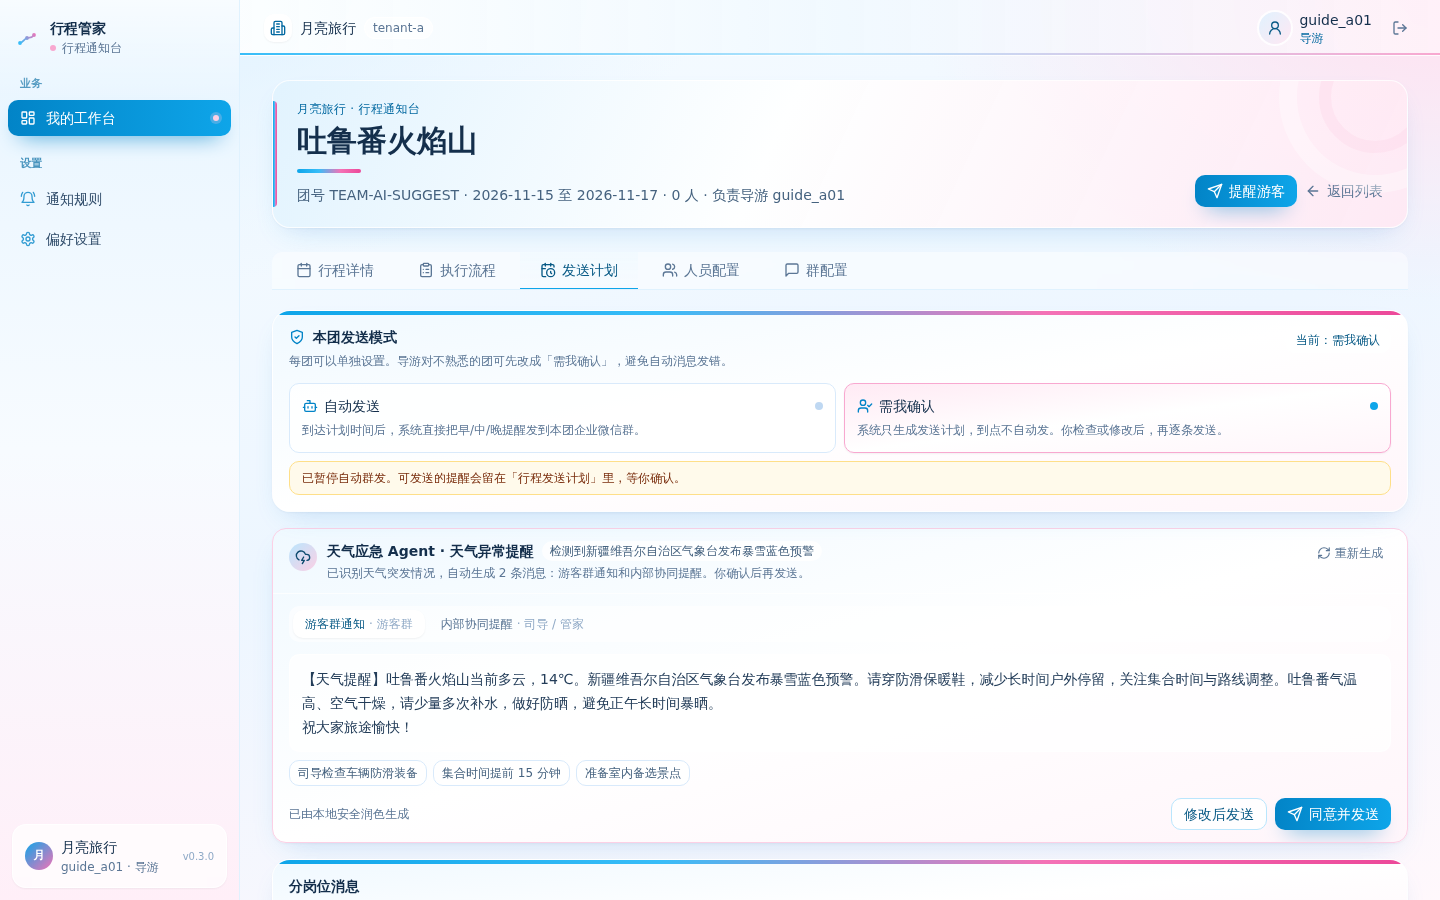 行程管家
行程通知台
业务
我的工作台
设置
通知规则
偏好设置
月
月亮旅行
guide_a01 · 导游
v0.3.0
月亮旅行
tenant-a
guide_a01
导游
月亮旅行 · 行程通知台
吐鲁番火焰山
团号 TEAM-AI-SUGGEST · 2026-11-15 至 2026-11-17 · 0 人 · 负责导游 guide_a01
提醒游客
返回列表
行程详情
执行流程
发送计划
人员配置
群配置
本团发送模式
当前：需我确认
每团可以单独设置。导游对不熟悉的团可先改成「需我确认」，避免自动消息发错。
自动发送
到达计划时间后，系统直接把早/中/晚提醒发到本团企业微信群。
需我确认
系统只生成发送计划，到点不自动发。你检查或修改后，再逐条发送。
已暂停自动群发。可发送的提醒会留在「行程发送计划」里，等你确认。
天气应急 Agent · 天气异常提醒
检测到新疆维吾尔自治区气象台发布暴雪蓝色预警
重新生成
已识别天气突发情况，自动生成 2 条消息：游客群通知和内部协同提醒。你确认后再发送。
游客群通知 · 游客群
内部协同提醒 · 司导 / 管家
【天气提醒】吐鲁番火焰山当前多云，14℃。新疆维吾尔自治区气象台发布暴雪蓝色预警。请穿防滑保暖鞋，减少长时间户外停留，关注集合时间与路线调整。吐鲁番气温
高、空气干燥，请少量多次补水，做好防晒，避免正午长时间暴晒。
祝大家旅途愉快！
司导检查车辆防滑装备
集合时间提前 15 分钟
准备室内备选景点
已由本地安全润色生成
修改后发送
同意并发送
分岗位消息